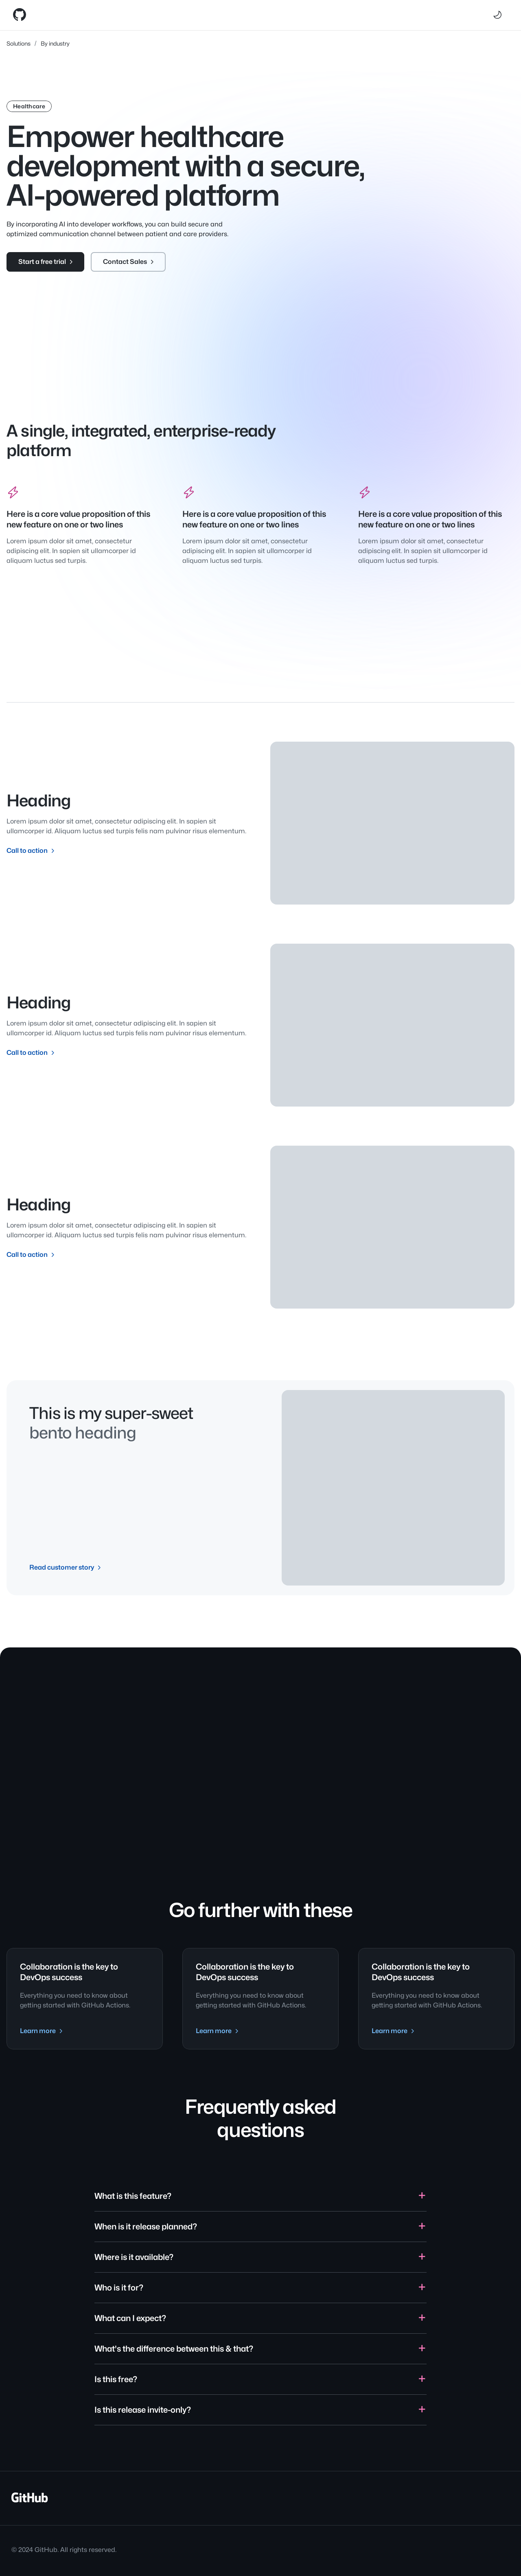 Solutions / By industry
Healthcare
Empower healthcare
development with a secure,
AI-powered platform
By incorporating AI into developer workflows, you can build secure and
optimized communication channel between patient and care providers.
Start a free trial
Contact Sales
A single, integrated, enterprise-ready
platform
Here is a core value proposition of this
new feature on one or two lines
Lorem ipsum dolor sit amet, consectetur
adipiscing elit. In sapien sit ullamcorper id
aliquam luctus sed turpis.
Here is a core value proposition of this
new feature on one or two lines
Lorem ipsum dolor sit amet, consectetur
adipiscing elit. In sapien sit ullamcorper id
aliquam luctus sed turpis.
Here is a core value proposition of this
new feature on one or two lines
Lorem ipsum dolor sit amet, consectetur
adipiscing elit. In sapien sit ullamcorper id
aliquam luctus sed turpis.
Heading
Lorem ipsum dolor sit amet, consectetur adipiscing elit. In sapien sit
ullamcorper id. Aliquam luctus sed turpis felis nam pulvinar risus elementum.
Call to action
Heading
Lorem ipsum dolor sit amet, consectetur adipiscing elit. In sapien sit
ullamcorper id. Aliquam luctus sed turpis felis nam pulvinar risus elementum.
Call to action
Heading
Lorem ipsum dolor sit amet, consectetur adipiscing elit. In sapien sit
ullamcorper id. Aliquam luctus sed turpis felis nam pulvinar risus elementum.
Call to action
This is my super-sweet
bento heading
Read customer story
Go further with these
Collaboration is the key to
DevOps success
Everything you need to know about
getting started with GitHub Actions.
Learn more
Collaboration is the key to
DevOps success
Everything you need to know about
getting started with GitHub Actions.
Learn more
Collaboration is the key to
DevOps success
Everything you need to know about
getting started with GitHub Actions.
Learn more
Frequently asked
questions
What is this feature?
When is it release planned?
Where is it available?
Who is it for?
What can I expect?
What's the difference between this & that?
Is this free?
Is this release invite-only?
GitHub
© 2024 GitHub. All rights reserved.